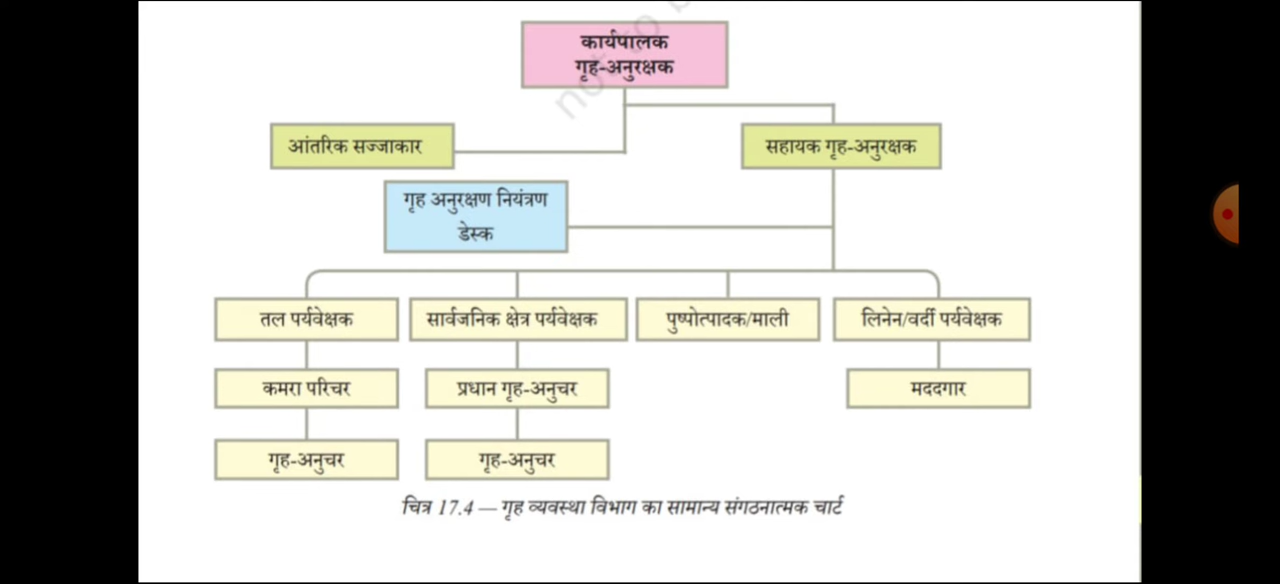 कार्यपालक
गृह-अनुरक्षक
आंतरिक सज्जाकार
सहायक गृह-अनुरक्षक
गृह अनुरक्षण नियंत्रण
डेस्क
तल पर्यवेक्षक
सार्वजनिक क्षेत्र पर्यवेक्षक
पुष्पोत्पादक/माली
लिनेन/वर्दी पर्यवेक्षक
कमरा परिचर
प्रधान गृह-अनुचर
मददगार
गृह-अनुचर
गृह-अनुचर
चित्र 17.4 — गृह व्यवस्था विभाग का सामान्य संगठनात्मक चार्ट
not to b